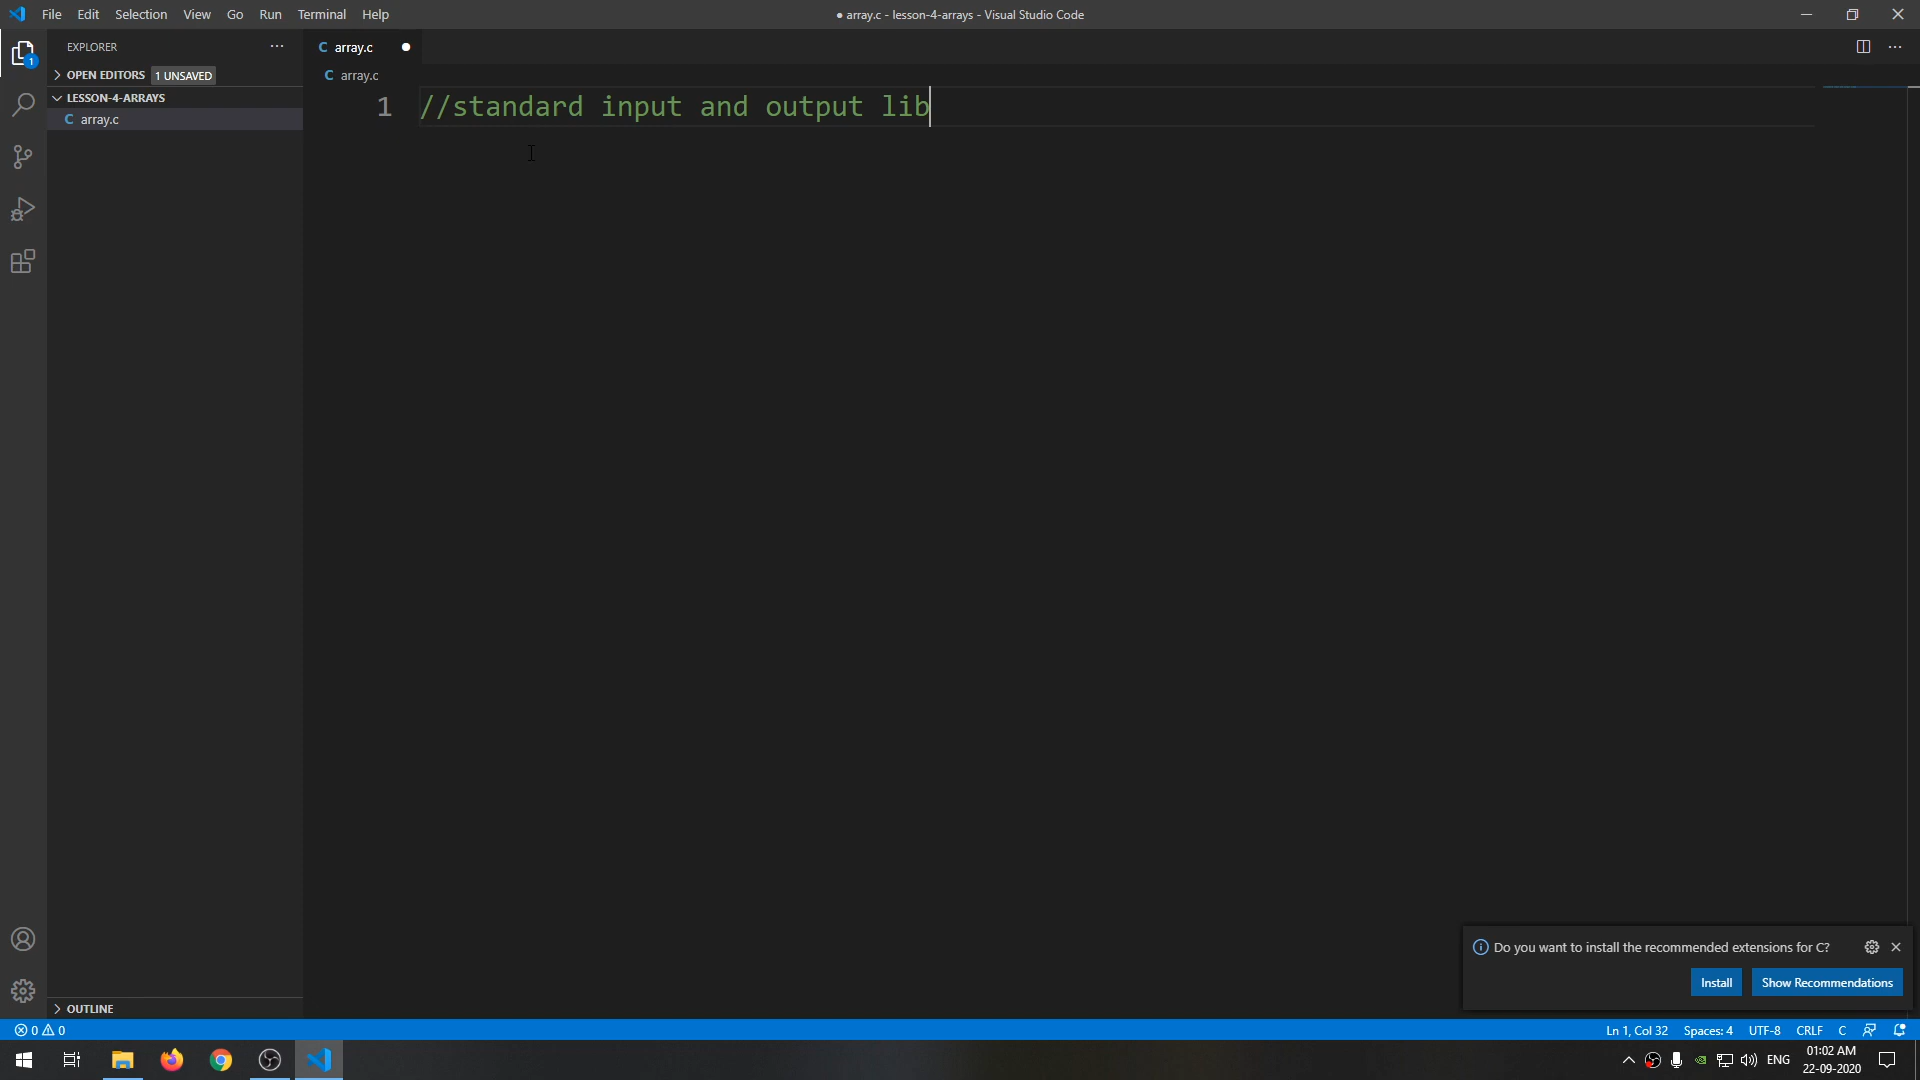 File Edit Selection View Go Run Terminal Help
● array.c - lesson-4-arrays - Visual Studio Code
EXPLORER
1
OPEN EDITORS 1 UNSAVED
LESSON-4-ARRAYS
C array.c
C array.c ●
C array.c
1 //standard input and output lib
Do you want to install the recommended extensions for C?
Install Show Recommendations
OUTLINE
0 0
Ln 1, Col 32 Spaces: 4 UTF-8 CRLF C
ENG
01:02 AM
22-09-2020